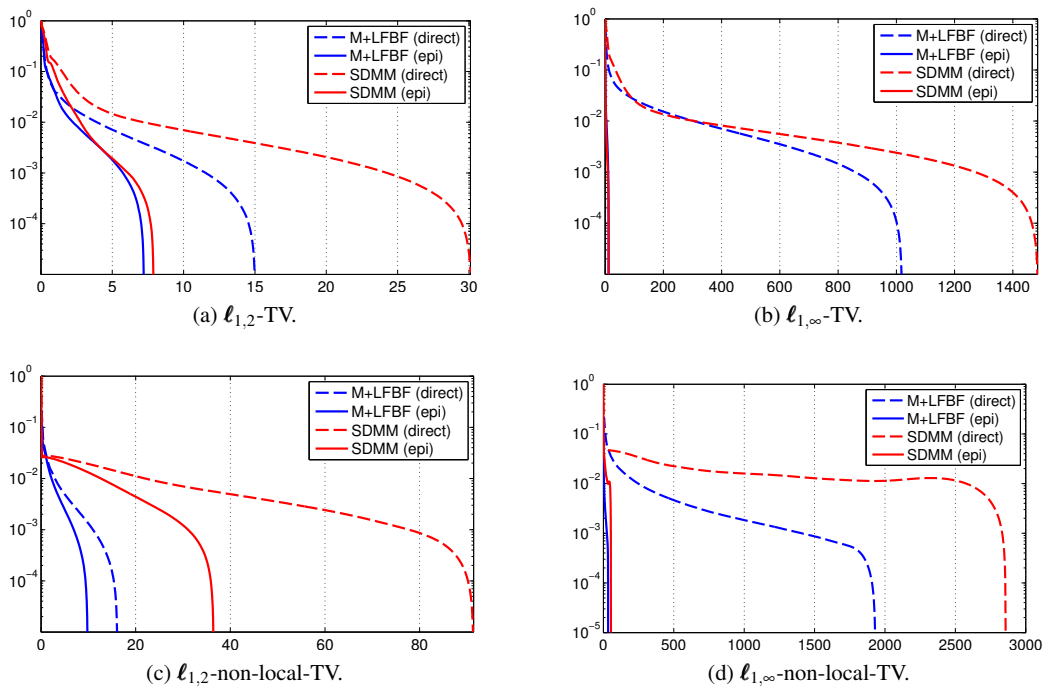 10^0
10^-1
10^-2
10^-3
10^-4
M+LFBF (direct)
M+LFBF (epi)
SDMM (direct)
SDMM (epi)
0 5 10 15 20 25 30
(a) ℓ1,2-TV.
10^0
10^-1
10^-2
10^-3
10^-4
M+LFBF (direct)
M+LFBF (epi)
SDMM (direct)
SDMM (epi)
0 200 400 600 800 1000 1200 1400
(b) ℓ1,∞-TV.
10^0
10^-1
10^-2
10^-3
10^-4
M+LFBF (direct)
M+LFBF (epi)
SDMM (direct)
SDMM (epi)
0 20 40 60 80
(c) ℓ1,2-non-local-TV.
10^0
10^-1
10^-2
10^-3
10^-4
10^-5
M+LFBF (direct)
M+LFBF (epi)
SDMM (direct)
SDMM (epi)
0 500 1000 1500 2000 2500 3000
(d) ℓ1,∞-non-local-TV.